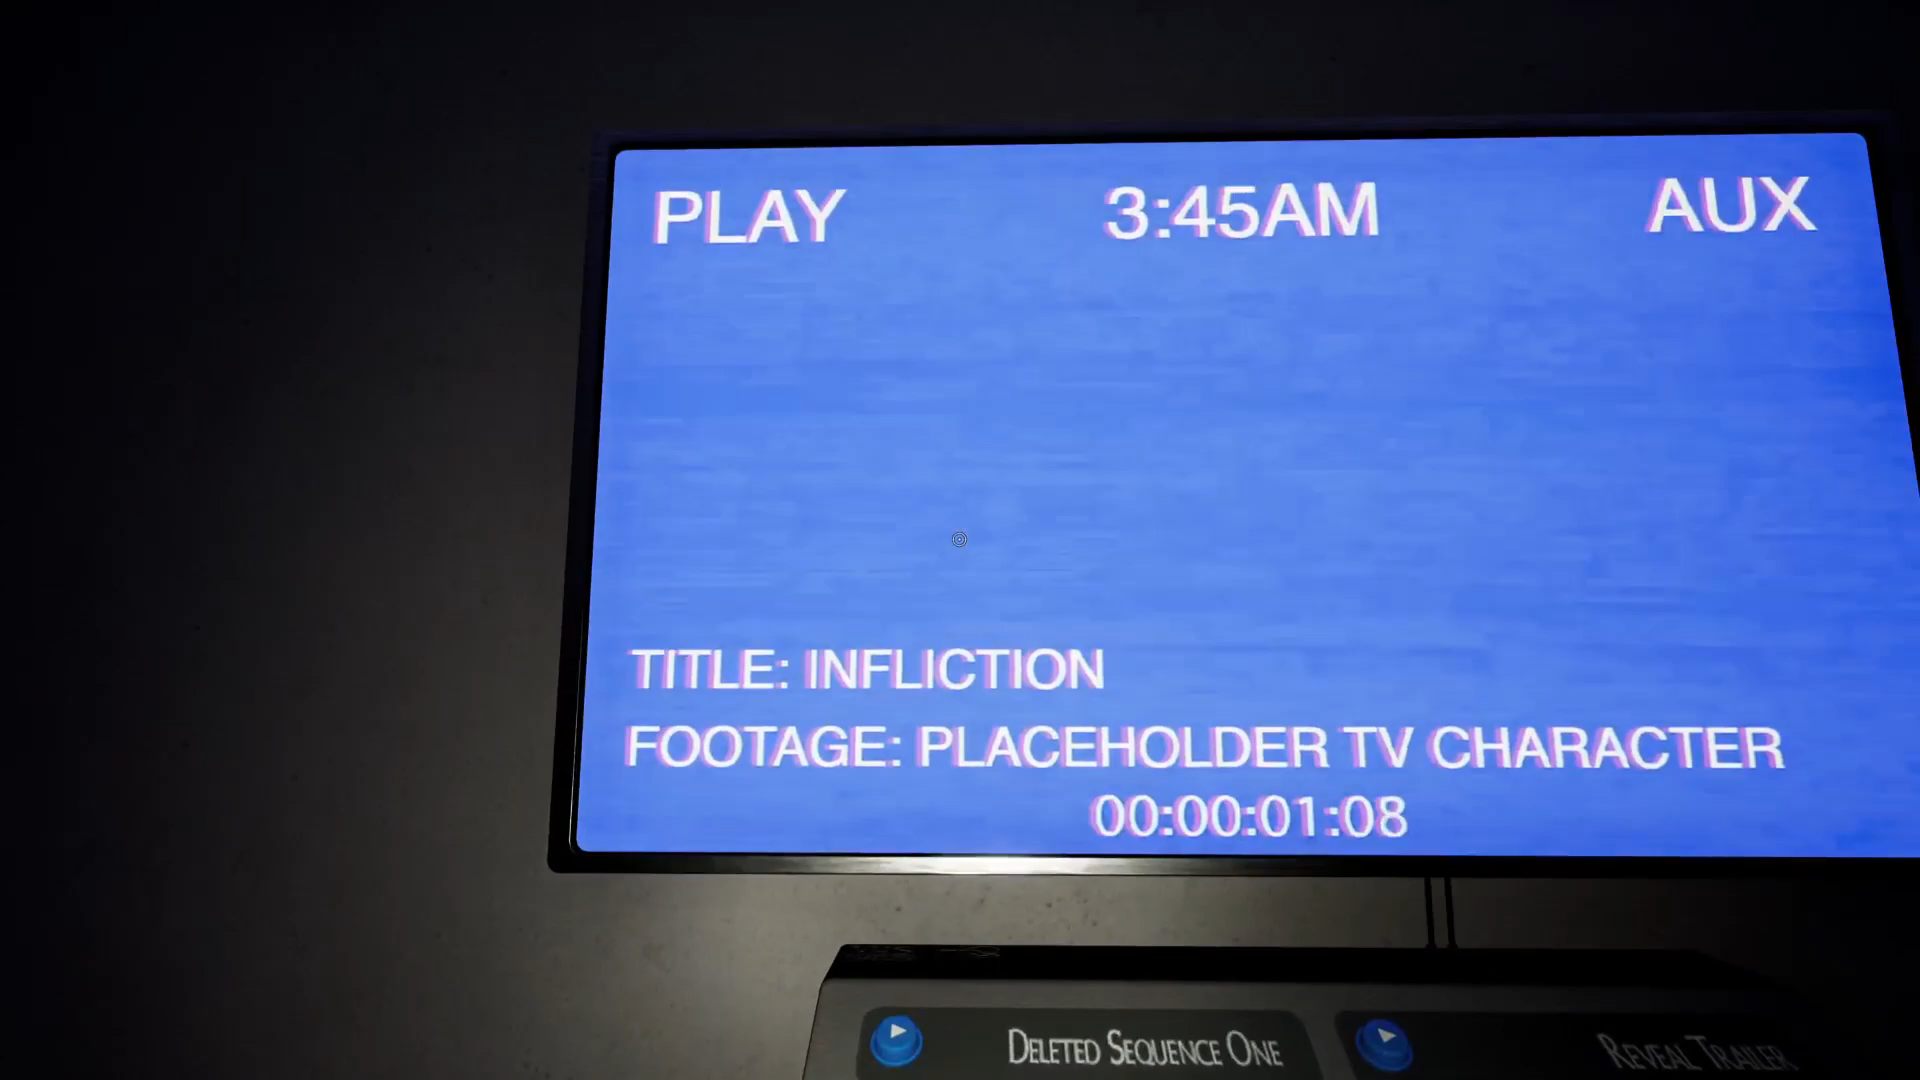 PLAY 3:45AM AUX
TITLE: INFLICTION
FOOTAGE: PLACEHOLDER TV CHARACTER
00:00:01:08
DELETED SEQUENCE ONE
REVEAL TRAILER